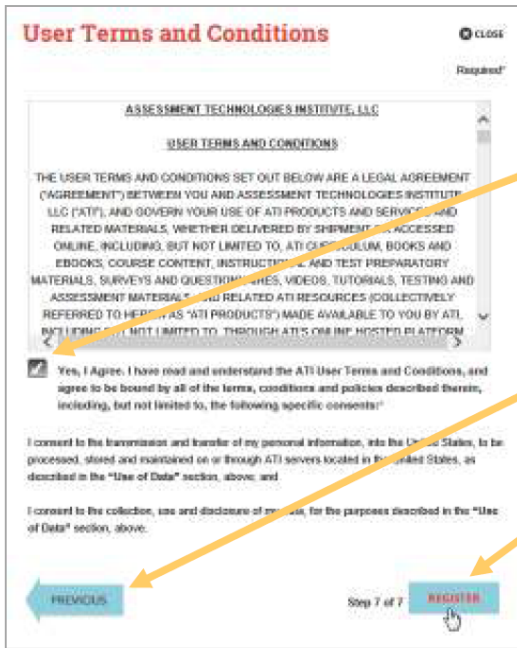 User Terms and Conditions
CLOSE
Required*
ASSESSMENT TECHNOLOGIES INSTITUTE, LLC
USER TERMS AND CONDITIONS
THE USER TERMS AND CONDITIONS SET OUT BELOW ARE A LEGAL AGREEMENT
("AGREEMENT") BETWEEN YOU AND ASSESSMENT TECHNOLOGIES INSTITUTE,
LLC ("ATI"), AND GOVERN YOUR USE OF ATI PRODUCTS AND SERVICES AND
RELATED MATERIALS, WHETHER DELIVERED BY SHIPMENT OR ACCESSED
ONLINE, INCLUDING, BUT NOT LIMITED TO, ATI CURRICULUM, BOOKS AND
EBOOKS, COURSE CONTENT, INSTRUCTIONAL AND TEST PREPARATORY
MATERIALS, SURVEYS AND QUESTIONNAIRES, VIDEOS, TUTORIALS, TESTING AND
ASSESSMENT MATERIALS, AND RELATED ATI RESOURCES (COLLECTIVELY
REFERRED TO HEREIN AS "ATI PRODUCTS") MADE AVAILABLE TO YOU BY ATI,
INCLUDING BUT NOT LIMITED TO, THROUGH ATI'S ONLINE HOSTED PLATFORM
Yes, I Agree. I have read and understand the ATI User Terms and Conditions, and
agree to be bound by all of the terms, conditions and policies described therein,
including, but not limited to, the following specific consents:*
I consent to the transmission and transfer of my personal information, into the United States, to be
processed, stored and maintained on or through ATI servers located in the United States, as
described in the "Use of Data" section, above; and
I consent to the collection, use and disclosure of my data, for the purposes described in the "Use
of Data" section, above.
PREVIOUS
Step 7 of 7
REGISTER